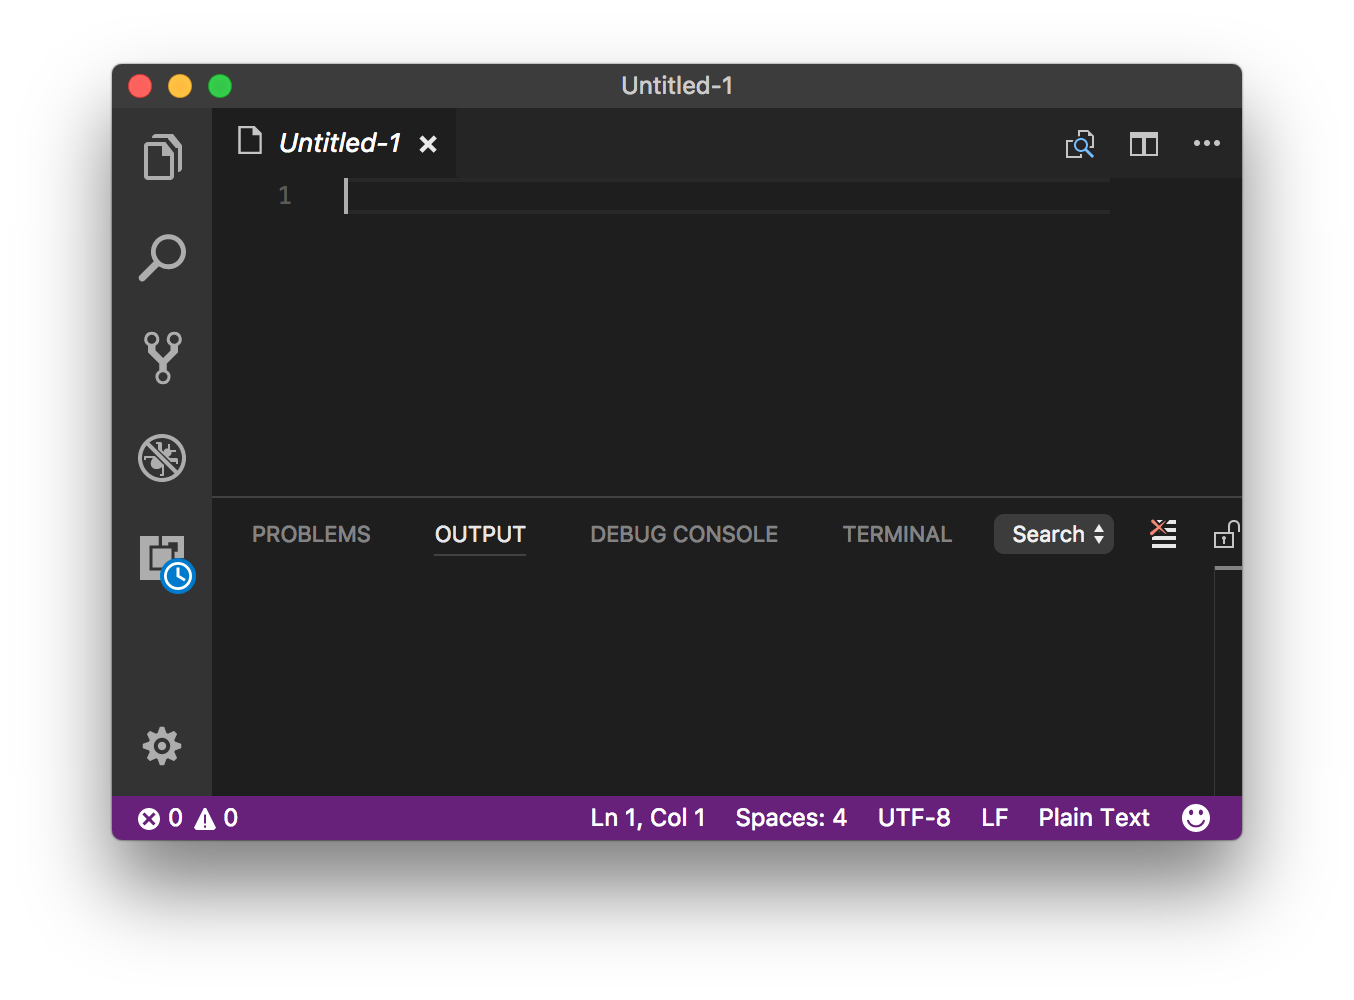 Untitled-1
Untitled-1
1
PROBLEMS OUTPUT DEBUG CONSOLE TERMINAL Search
0 0 Ln 1, Col 1 Spaces: 4 UTF-8 LF Plain Text